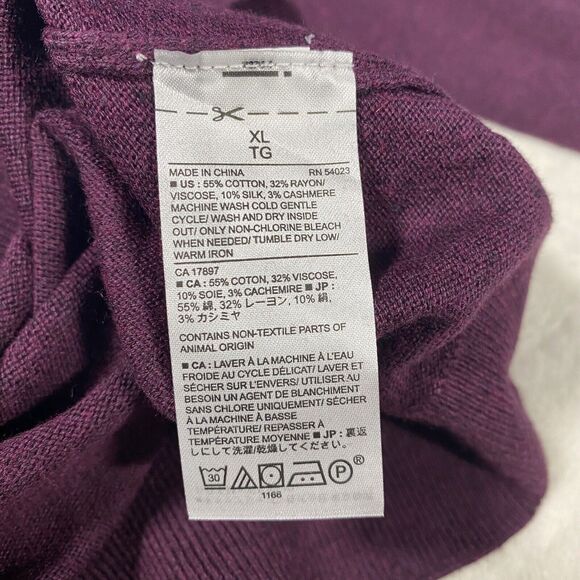 XL
TG
MADE IN CHINA RN 54023
■ US : 55% COTTON, 32% RAYON/
VISCOSE, 10% SILK, 3% CASHMERE
MACHINE WASH COLD GENTLE
CYCLE/ WASH AND DRY INSIDE
OUT/ ONLY NON-CHLORINE BLEACH
WHEN NEEDED/ TUMBLE DRY LOW/
WARM IRON
CA 17897
■ CA : 55% COTON, 32% VISCOSE,
10% SOIE, 3% CACHEMIRE ■ JP :
55% 綿, 32% レーヨン, 10% 絹,
3% カシミヤ
CONTAINS NON-TEXTILE PARTS OF
ANIMAL ORIGIN
■ CA : LAVER À LA MACHINE À L'EAU
FROIDE AU CYCLE DÉLICAT/ LAVER ET
SÉCHER SUR L'ENVERS/ UTILISER AU
BESOIN UN AGENT DE BLANCHIMENT
SANS CHLORE UNIQUEMENT/ SÉCHER
À LA MACHINE À BASSE
TEMPÉRATURE/ REPASSER À
TEMPÉRATURE MOYENNE ■ JP : 裏返
しにして洗濯/乾燥してください.
30 P ®
1166